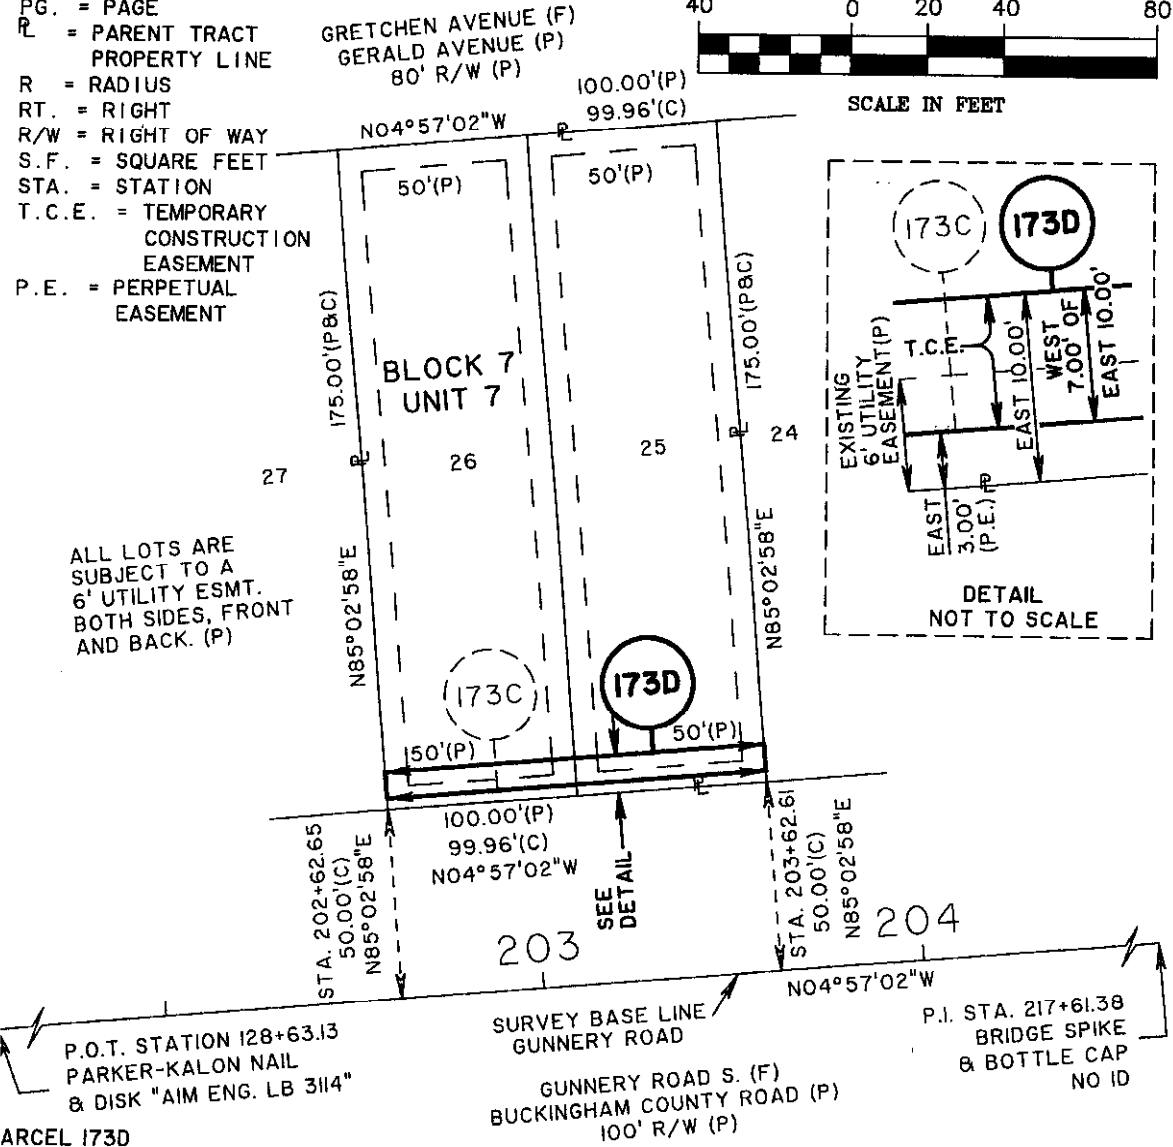 PG. = PAGE
PL = PARENT TRACT
PROPERTY LINE
R = RADIUS
RT. = RIGHT
R/W = RIGHT OF WAY
S.F. = SQUARE FEET
STA. = STATION
T.C.E. = TEMPORARY
CONSTRUCTION
EASEMENT
P.E. = PERPETUAL
EASEMENT
GRETCHEN AVENUE (F)
GERALD AVENUE (P)
80' R/W (P)
40 0 20 40 80
SCALE IN FEET
100.00'(P)
99.96'(C)
N04°57'02"W
PL
50'(P)
50'(P)
175.00'(P&C)
175.00'(P&C)
BLOCK 7
UNIT 7
27
PL
26
25
PL
24
N85°02'58"E
N85°02'58"E
ALL LOTS ARE
SUBJECT TO A
6' UTILITY ESMT.
BOTH SIDES, FRONT
AND BACK. (P)
173C
173D
50'(P)
50'(P)
PL
173C
173D
T.C.E.
EXISTING
6' UTILITY
EASEMENT(P)
EAST 10.00'
WEST
7.00' OF
EAST 10.00'
EAST
3.00'
(P.E.)
PL
DETAIL
NOT TO SCALE
100.00'(P)
99.96'(C)
N04°57'02"W
STA. 202+62.65
50.00'(C)
N85°02'58"E
SEE
DETAIL
STA. 203+62.61
50.00'(C)
N85°02'58"E
203
204
N04°57'02"W
SURVEY BASE LINE
GUNNERY ROAD
P.O.T. STATION 128+63.13
PARKER-KALON NAIL
& DISK "AIM ENG. LB 3114"
P.I. STA. 217+61.38
BRIDGE SPIKE
& BOTTLE CAP
NO ID
GUNNERY ROAD S. (F)
BUCKINGHAM COUNTY ROAD (P)
100' R/W (P)
ARCEL 173D